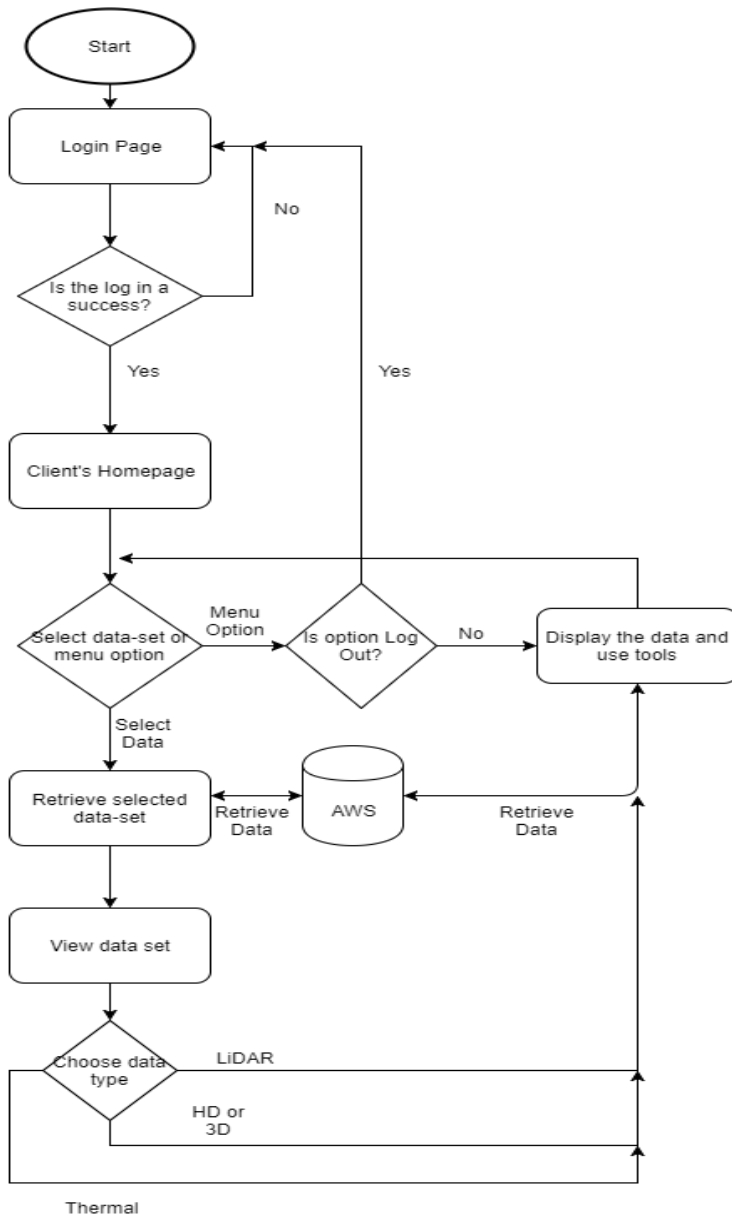 Start
Login Page
No
Is the log in a
success?
Yes
Yes
Client's Homepage
Menu
Option
Select data-set or
menu option
Is option Log
Out?
No
Display the data and
use tools
Select
Data
Retrieve selected
data-set
Retrieve
Data
AWS
Retrieve
Data
View data set
Choose data
type
LiDAR
HD or
3D
Thermal